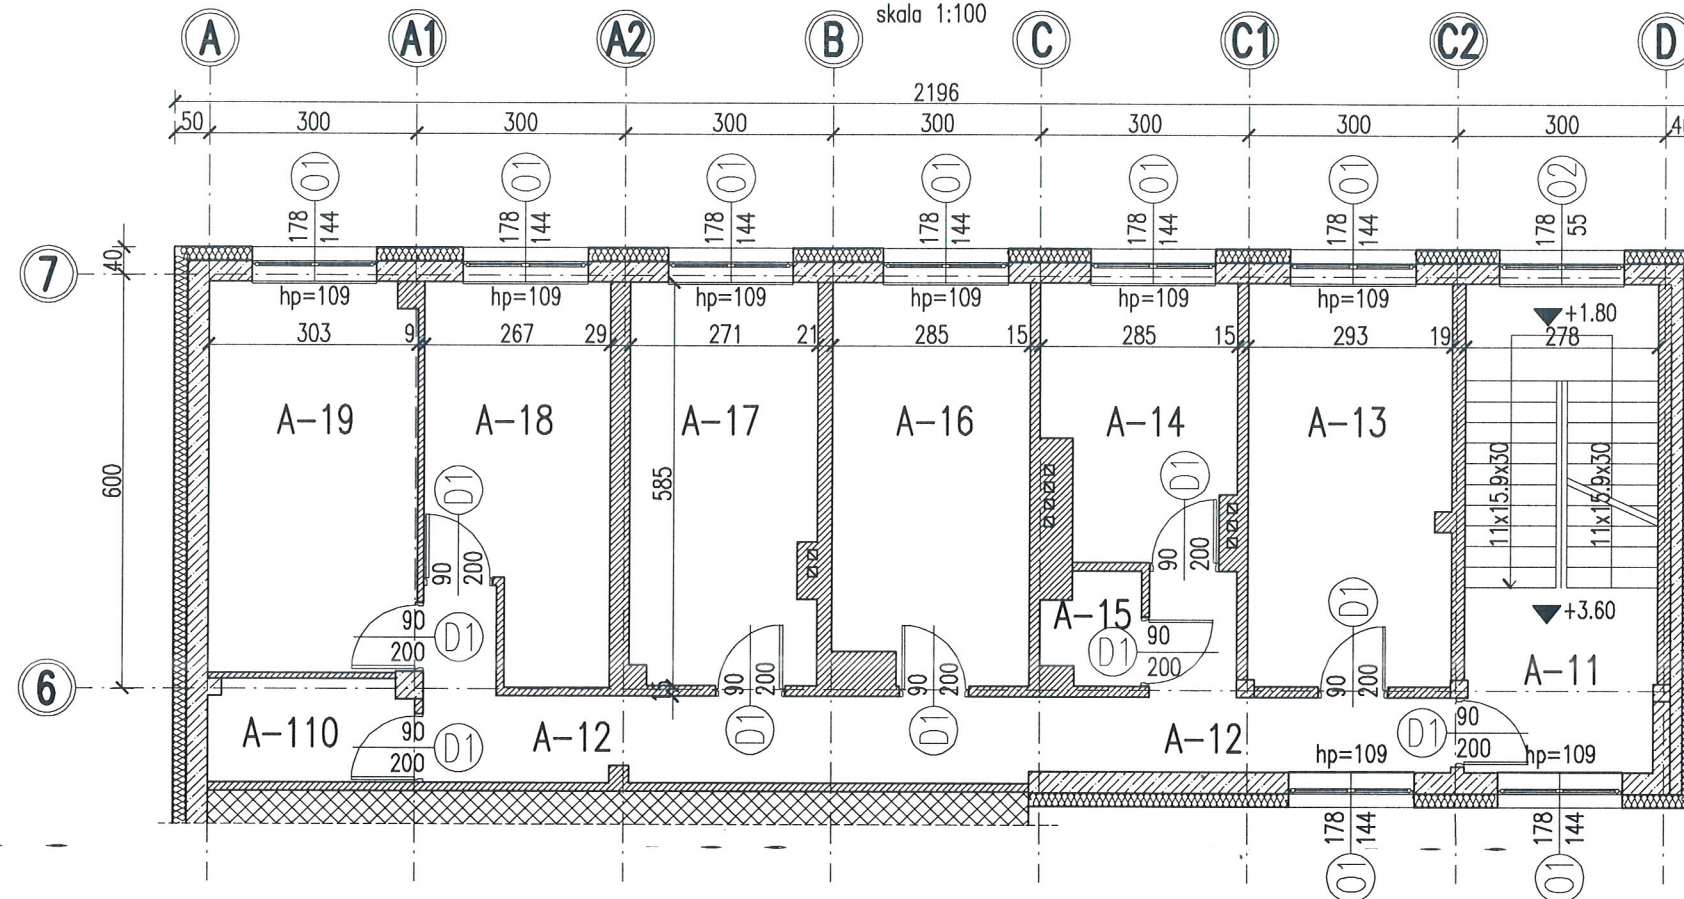 skala 1:100
A A1 A2 B C C1 C2 D
2196
50 300 300 300 300 300 300 300
O1 O1 O1 O1 O1 O1 O2
178 144 178 144 178 144 178 144 178 144 178 144 178 55
7
40
hp=109 hp=109 hp=109 hp=109 hp=109 hp=109
+1.80
303 9 267 29 271 21 285 15 285 15 293 19 278
A-19 A-18 A-17 A-16 A-14 A-13
600
585
11x15.9x30 11x15.9x30
D1 D1
90 200 90 200
D1
+3.60
A-15
90 200 D1
D1 90 200
A-11
6
15
90 200 90 200 90 200
D1 D1
A-110 A-12 A-12
90 200 D1
D1 90 200
hp=109 hp=109
178 144 178 144
O1 O1